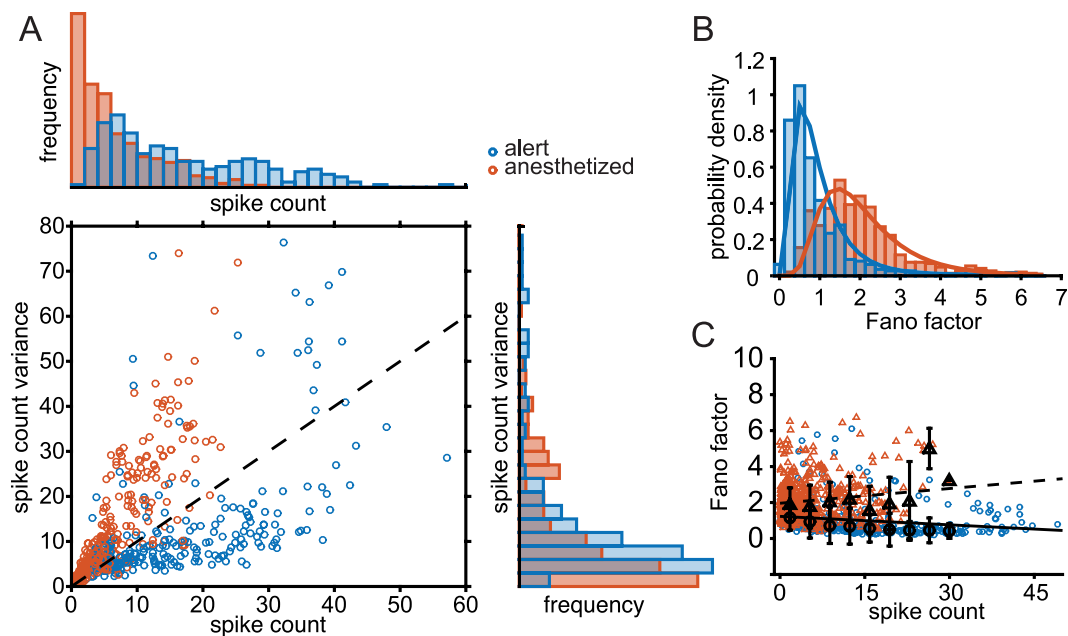 A
frequency
spike count
alert
anesthetized
80
70
60
50
40
30
20
10
0
spike count variance
0 10 20 30 40 50 60
spike count
spike count variance
frequency
B
1.2
1
0.8
0.6
0.4
0.2
0
probability density
0 1 2 3 4 5 6 7
Fano factor
C
10
8
6
4
2
0
Fano factor
0 15 30 45
spike count